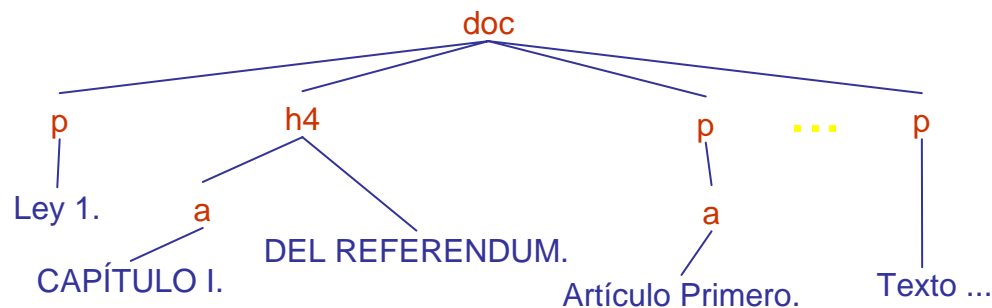 doc
p h4 p ... p
Ley 1. a DEL REFERENDUM. a
CAPÍTULO I. Artículo Primero. Texto ...